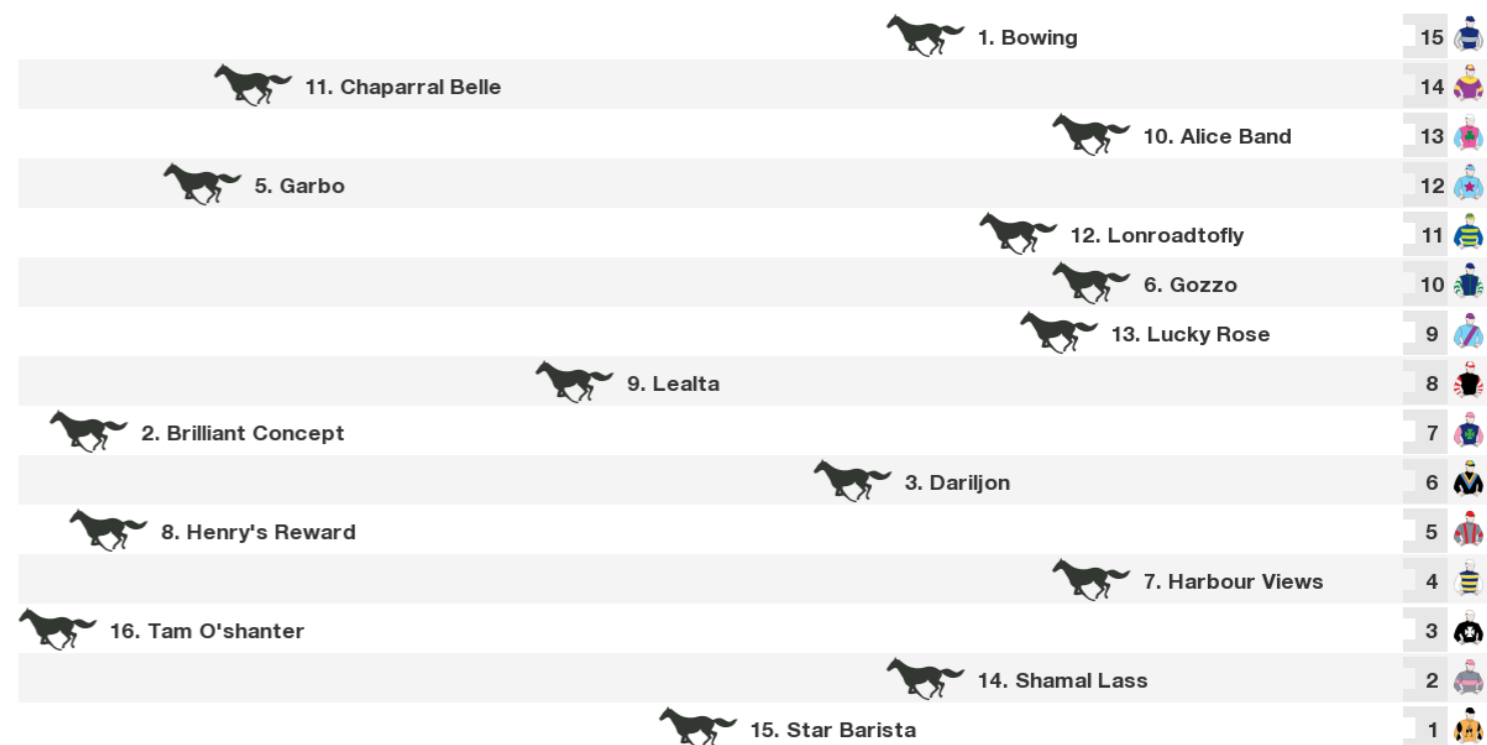 1. Bowing 15
11. Chaparral Belle 14
10. Alice Band 13
5. Garbo 12
12. Lonroadtofly 11
6. Gozzo 10
13. Lucky Rose 9
9. Lealta 8
2. Brilliant Concept 7
3. Dariljon 6
8. Henry's Reward 5
7. Harbour Views 4
16. Tam O'shanter 3
14. Shamal Lass 2
15. Star Barista 1